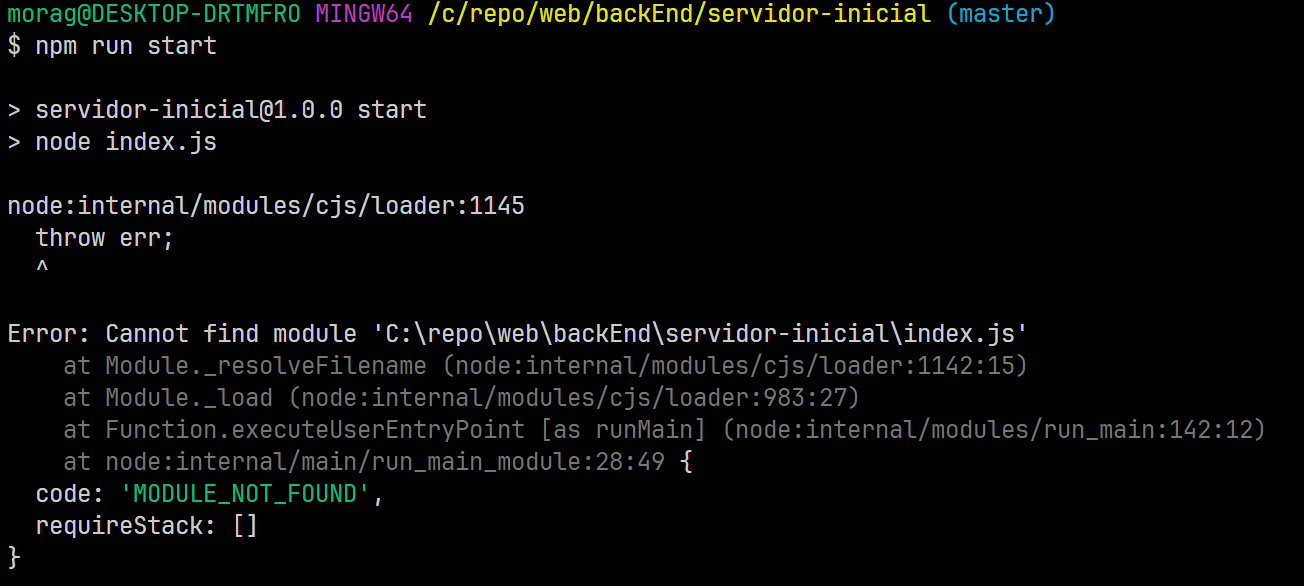 morag@DESKTOP-DRTMFRO MINGW64 /c/repo/web/backEnd/servidor-inicial (master)
$ npm run start
> servidor-inicial@1.0.0 start
> node index.js
node:internal/modules/cjs/loader:1145
  throw err;
  ^
Error: Cannot find module 'C:\repo\web\backEnd\servidor-inicial\index.js'
    at Module._resolveFilename (node:internal/modules/cjs/loader:1142:15)
    at Module._load (node:internal/modules/cjs/loader:983:27)
    at Function.executeUserEntryPoint [as runMain] (node:internal/modules/run_main:142:12)
    at node:internal/main/run_main_module:28:49 {
  code: 'MODULE_NOT_FOUND',
  requireStack: []
}